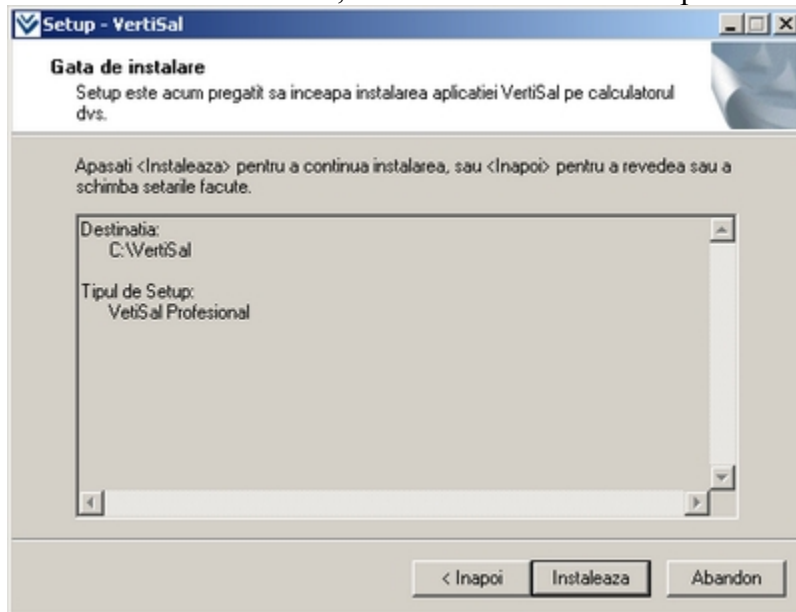 Setup - VertiSal
Gata de instalare
Setup este acum pregatit sa inceapa instalarea aplicatiei VertiSal pe calculatorul
dvs.
Apasati <Instaleaza> pentru a continua instalarea, sau <Inapoi> pentru a revedea sau a
schimba setarile facute.
Destinatia:
C:\VertiSal
Tipul de Setup:
VetiSal Profesional
< Inapoi
Instaleaza
Abandon